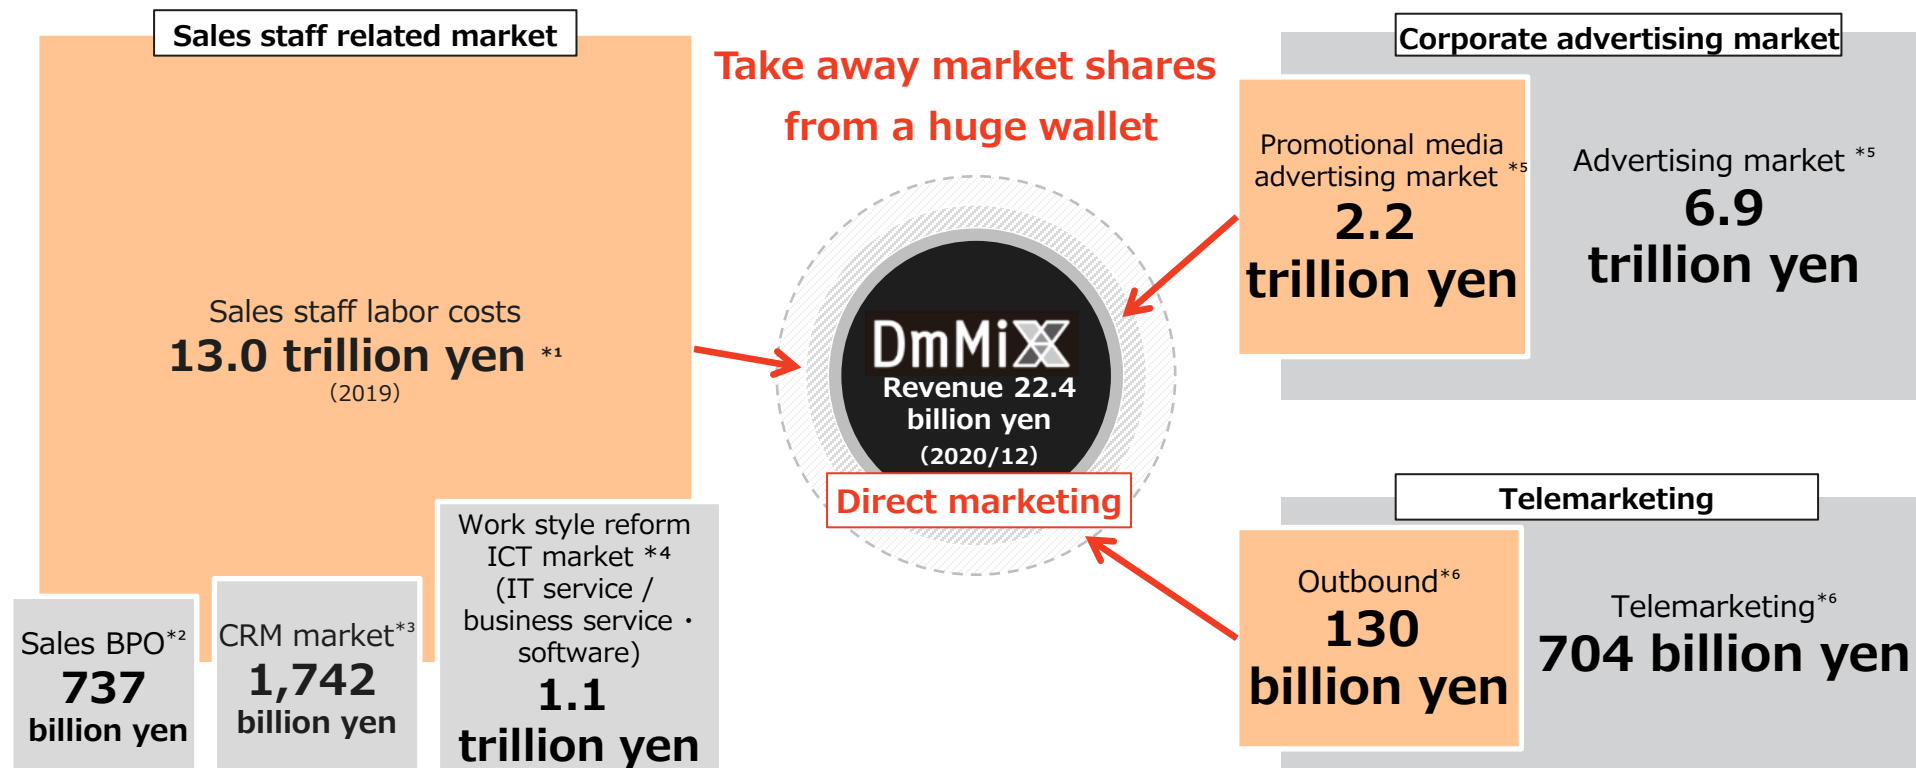 Sales staff related market
Sales staff labor costs
13.0 trillion yen *1
（2019）
Sales BPO*2
737
billion yen
CRM market*3
1,742
billion yen
Work style reform
ICT market *4
(IT service /
business service・
software)
1.1
trillion yen
Take away market shares
from a huge wallet
DmMiX
Revenue 22.4
billion yen
（2020/12）
Direct marketing
Corporate advertising market
Promotional media
advertising market *5
2.2
trillion yen
Advertising market *5
6.9
trillion yen
Telemarketing
Outbound*6
130
billion yen
Telemarketing*6
704 billion yen